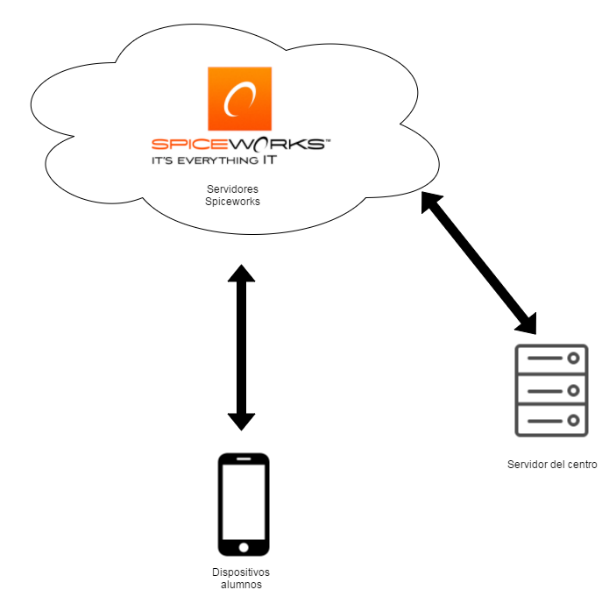 SPICEWORKS™
IT'S EVERYTHING IT
Servidores
Spiceworks
Servidor del centro
Dispositivos
alumnos